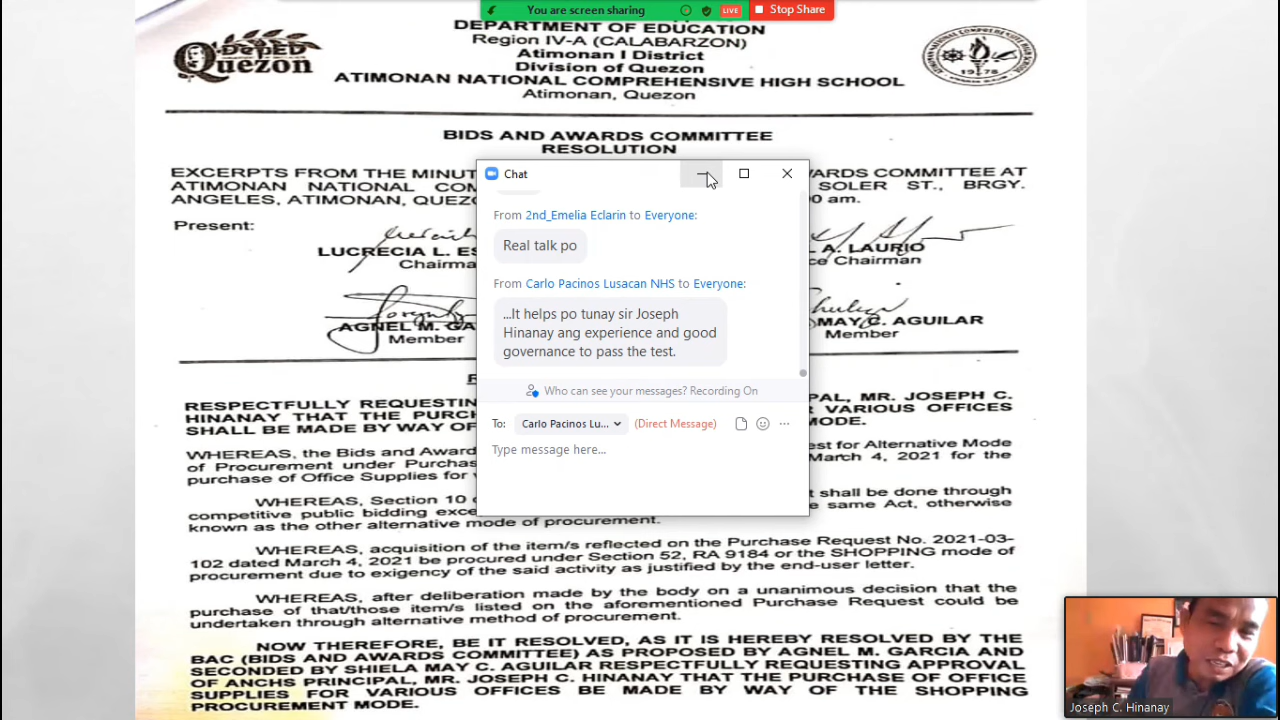 You are screen sharing
LIVE
Stop Share
DEPED
Quezon
DEPARTMENT OF EDUCATION
Region IV-A (CALABARZON)
Atimonan I District
Division of Quezon
ATIMONAN NATIONAL COMPREHENSIVE HIGH SCHOOL
Atimonan, Quezon
1978
BIDS AND AWARDS COMMITTEE
RESOLUTION
EXCERPTS FROM THE MINUT ARDS COMMITTEE AT
ATIMONAN NATIONAL COM SOLER ST., BRGY.
ANGELES, ATIMONAN, QUEZO 00 am.
Present:
LUCRECIA L. ES A. LAURIO
Chairma ce Chairman
AGNEL M. GA MAY C. AGUILAR
Member Member
Chat
From 2nd_Emelia Eclarin to Everyone:
Real talk po
From Carlo Pacinos Lusacan NHS to Everyone:
...It helps po tunay sir Joseph
Hinanay ang experience and good
governance to pass the test.
Who can see your messages? Recording On
To: Carlo Pacinos Lu... (Direct Message)
Type message here...
RESPECTFULLY REQUESTING PAL, MR. JOSEPH C.
HINANAY THAT THE PURCH R VARIOUS OFFICES
SHALL BE MADE BY WAY OF MODE.
WHEREAS, the Bids and Award est for Alternative Mode
of Procurement under Purchas March 4, 2021 for the
purchase of Office Supplies for v
WHEREAS, Section 10 t shall be done through
competitive public bidding exce e same Act, otherwise
known as the other alternative mode of procurement.
WHEREAS, acquisition of the item/s reflected on the Purchase Request No. 2021-03-
102 dated March 4, 2021 be procured under Section 52, RA 9184 or the SHOPPING mode of
procurement due to exigency of the said activity as justified by the end-user letter.
WHEREAS, after deliberation made by the body on a unanimous decision that the
purchase of that/those item/s listed on the aforementioned Purchase Request could be
undertaken through alternative method of procurement.
NOW THEREFORE, BE IT RESOLVED, AS IT IS HEREBY RESOLVED BY THE
BAC (BIDS AND AWARDS COMMITTEE) AS PROPOSED BY AGNEL M. GARCIA AND
SECONDED BY SHIELA MAY C. AGUILAR RESPECTFULLY REQUESTING APPROVAL
OF ANCHS PRINCIPAL, MR. JOSEPH C. HINANAY THAT THE PURCHASE OF OFFICE
SUPPLIES FOR VARIOUS OFFICES BE MADE BY WAY OF THE SHOPPING
PROCUREMENT MODE.
Joseph C. Hinanay